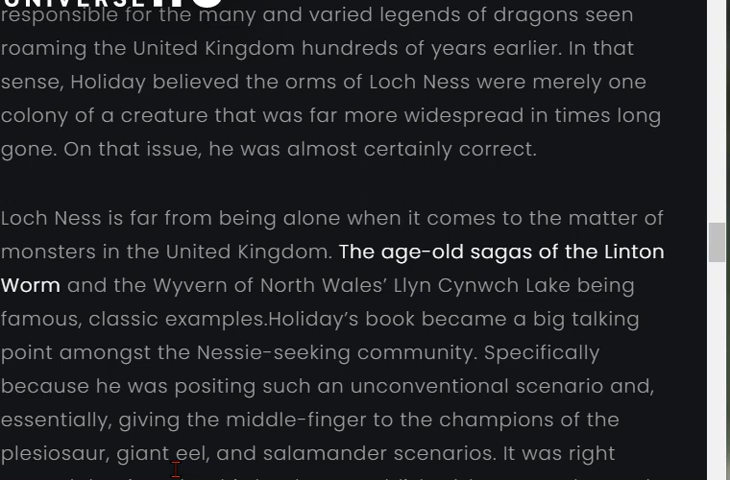 UNIVERSE
responsible for the many and varied legends of dragons seen
roaming the United Kingdom hundreds of years earlier. In that
sense, Holiday believed the orms of Loch Ness were merely one
colony of a creature that was far more widespread in times long
gone. On that issue, he was almost certainly correct.
Loch Ness is far from being alone when it comes to the matter of
monsters in the United Kingdom. The age-old sagas of the Linton
Worm and the Wyvern of North Wales’ Llyn Cynwch Lake being
famous, classic examples.Holiday’s book became a big talking
point amongst the Nessie-seeking community. Specifically
because he was positing such an unconventional scenario and,
essentially, giving the middle-finger to the champions of the
plesiosaur, giant eel, and salamander scenarios. It was right